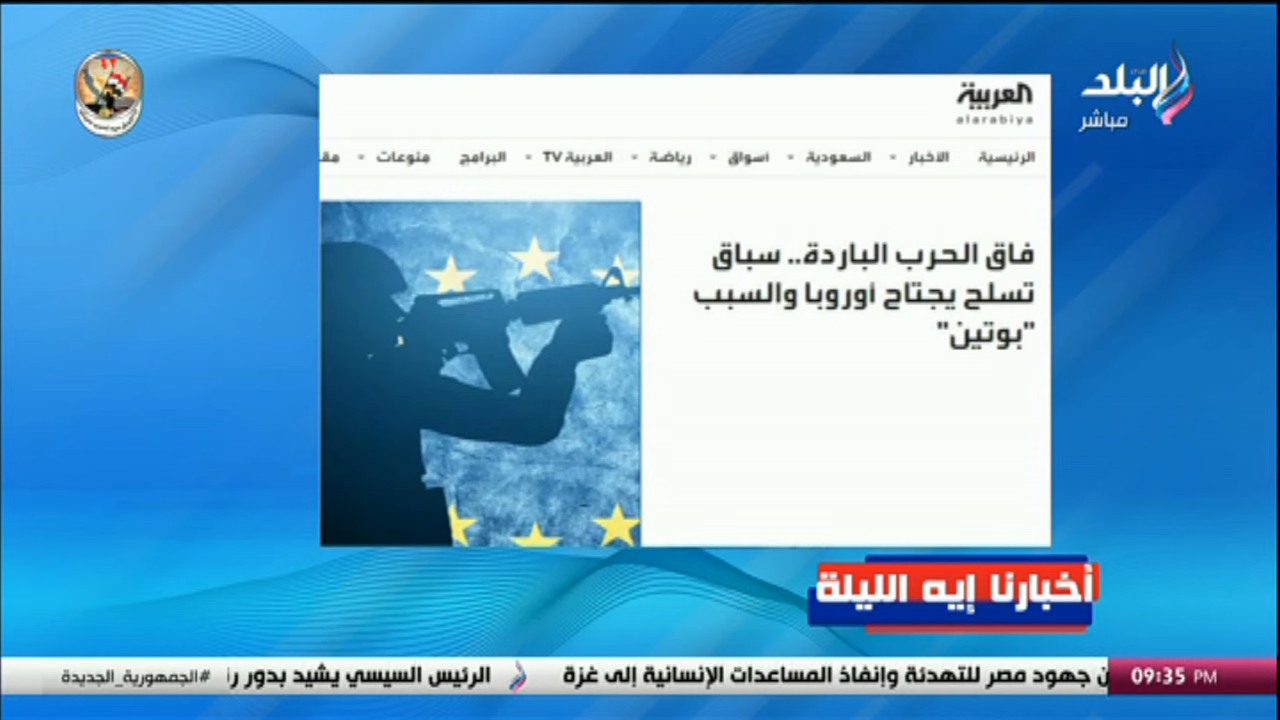 البلد
مباشر
العربية
alarabiya
الرئيسية الأخبار السعودية أسواق رياضة العربية TV البرامج منوعات مقا
فاق الحرب الباردة.. سباق
تسلح يجتاح أوروبا والسبب
"بوتين"
أخبارنا إيه الليلة
09:35 PM
ن جهود مصر للتهدئة وإنفاذ المساعدات الإنسانية إلى غزة الرئيس السيسي يشيد بدور
#الجمهورية_الجديدة